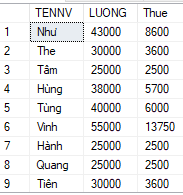 TENNV LUONG Thue
1 Như 43000 8600
2 The 30000 3600
3 Tâm 25000 2500
4 Hùng 38000 5700
5 Tùng 40000 6000
6 Vinh 55000 13750
7 Hành 25000 2500
8 Quang 25000 2500
9 Tiên 30000 3600